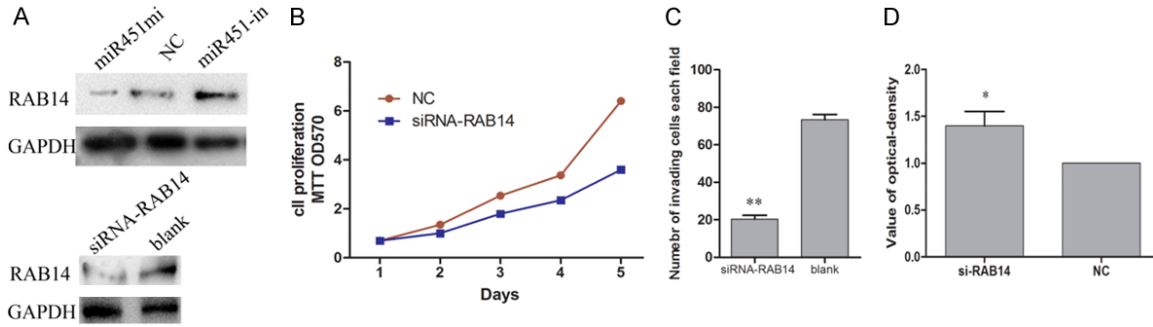 A
miR451mi
NC
miR451-in
RAB14
GAPDH
siRNA-RAB14
blank
RAB14
GAPDH
B
cll proliferation
MTT OD570
8
6
4
2
0
NC
siRNA-RAB14
1 2 3 4 5
Days
C
Numebr of invading cells each field
100
80
60
40
20
0
**
siRNA-RAB14 blank
D
Value of optical-density
2.0
1.5
1.0
0.5
0.0
*
si-RAB14 NC